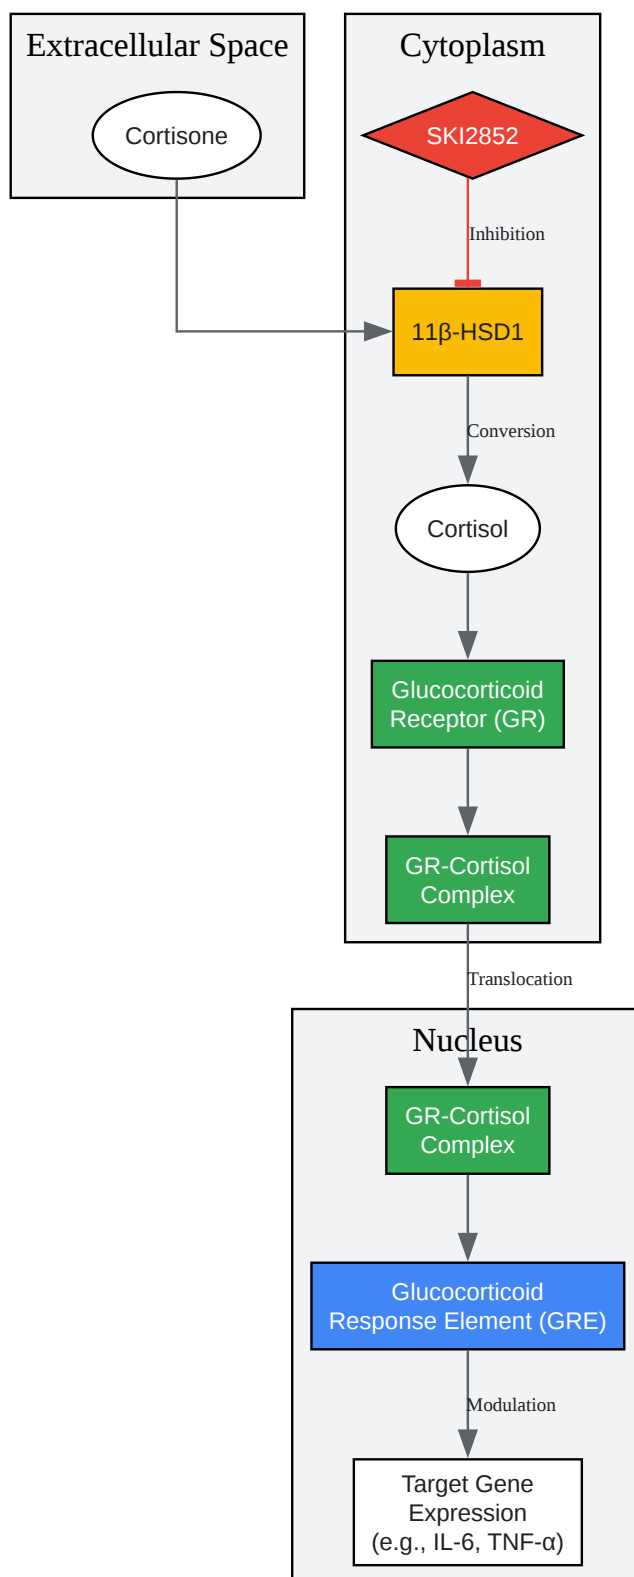 Extracellular Space
Cortisone
Cytoplasm
SKI2852
Inhibition
11β-HSD1
Conversion
Cortisol
Glucocorticoid
Receptor (GR)
GR-Cortisol
Complex
Translocation
Nucleus
GR-Cortisol
Complex
Glucocorticoid
Response Element (GRE)
Modulation
Target Gene
Expression
(e.g., IL-6, TNF-α)